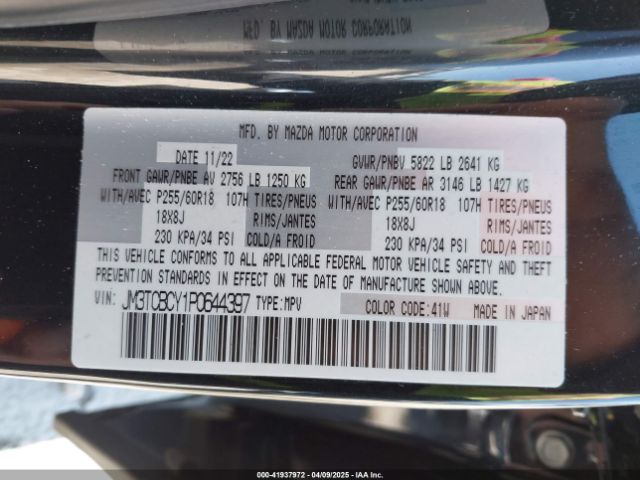 MFD. BY MAZDA MOTOR CORPORATION
MFD. BY MAZDA MOTOR CORPORATION
DATE 11/22
GVWR/PNBV 5822 LB 2641 KG
FRONT GAWR/PNBE AV 2756 LB 1250 KG
REAR GAWR/PNBE AR 3146 LB 1427 KG
WITH/AVEC P255/60R18 107H TIRES/PNEUS
WITH/AVEC P255/60R18 107H TIRES/PNEUS
18X8J RIMS/JANTES
18X8J RIMS/JANTES
230 KPA/34 PSI COLD/A FROID
230 KPA/34 PSI COLD/A FROID
THIS VEHICLE CONFORMS TO ALL APPLICABLE FEDERAL MOTOR VEHICLE SAFETY AND THEFT
PREVENTION STANDARDS IN EFFECT ON THE DATE OF MANUFACTURE SHOWN ABOVE.
VIN: JM3TCBCY1P0644397 TYPE: MPV
COLOR CODE: 41W MADE IN JAPAN
000-41937972 - 04/09/2025 - IAA Inc.